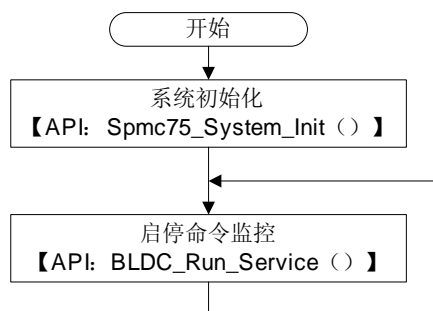 开始
系统初始化
【API：Spmc75_System_Init（）】
启停命令监控
【API：BLDC_Run_Service（）】